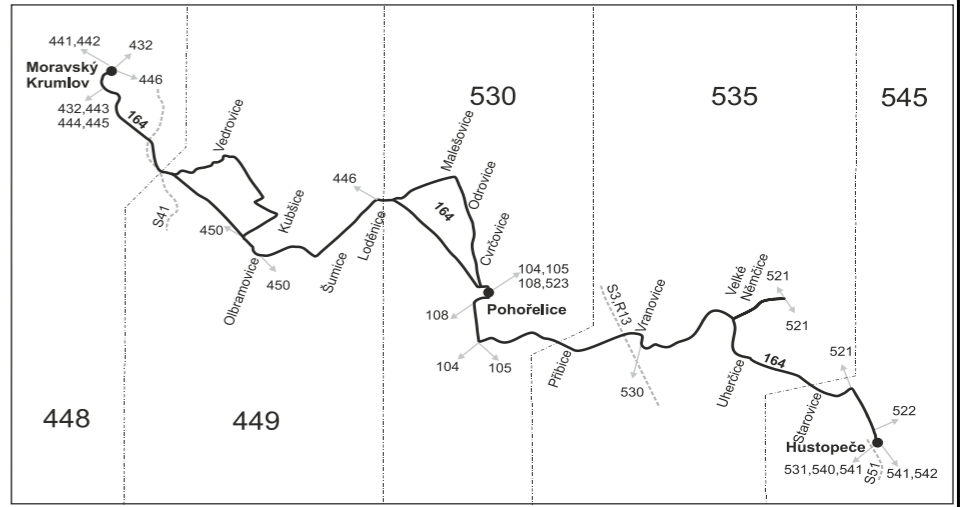 441,442
432
Moravský
Krumlov
446
432,443
444,445
164
S41
Vedrovice
Kubšice
450
Olbramovice
450
Šumice
Loděnice
446
530
Malešovice
Odrovice
164
Cvrčovice
104,105
108,523
Pohořelice
108
104
105
535
545
S3,R13
Vranovice
Přibice
530
Velké
Němčice
521
521
Uherčice
164
521
Starovice
522
Hustopeče
531,540,541
S51
541,542
448
449